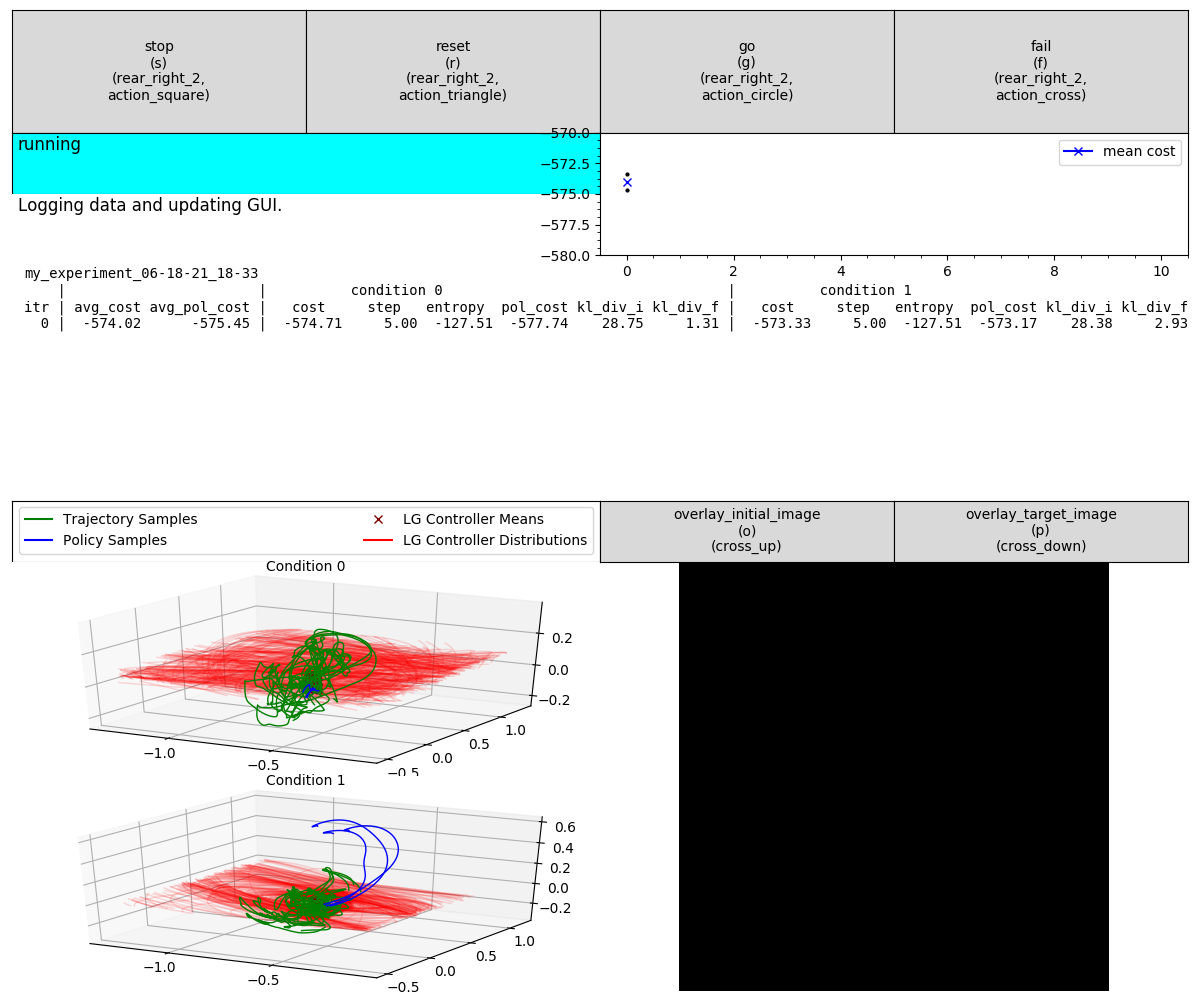 stop
(s)
(rear_right_2,
action_square)
reset
(r)
(rear_right_2,
action_triangle)
go
(g)
(rear_right_2,
action_circle)
fail
(f)
(rear_right_2,
action_cross)
running
Logging data and updating GUI.
−570.0
−572.5
−575.0
−577.5
−580.0
mean cost
0 2 4 6 8 10
my_experiment_06-18-21_18-33
| | condition 0 | condition 1
itr | avg_cost avg_pol_cost | cost step entropy pol_cost kl_div_i kl_div_f | cost step entropy pol_cost kl_div_i kl_div_f
0 | -574.02 -575.45 | -574.71 5.00 -127.51 -577.74 28.75 1.31 | -573.33 5.00 -127.51 -573.17 28.38 2.93
Trajectory Samples
Policy Samples
LG Controller Means
LG Controller Distributions
overlay_initial_image
(o)
(cross_up)
overlay_target_image
(p)
(cross_down)
Condition 0
0.2
0.0
−0.2
1.0
0.5
0.0
−0.5
−1.0
−0.5
Condition 1
0.6
0.4
0.2
0.0
−0.2
1.0
0.5
0.0
−0.5
−1.0
−0.5